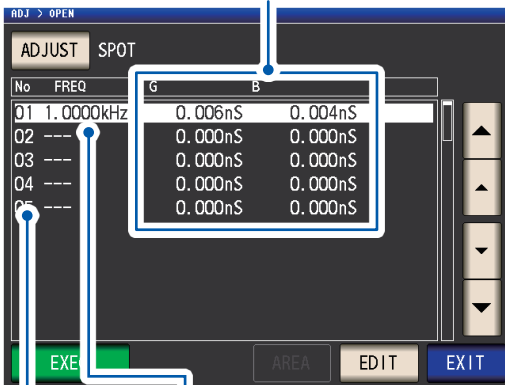 ADJ > OPEN
ADJUST SPOT
No FREQ G B
01 1.0000kHz 0.006nS 0.004nS
02 --- 0.000nS 0.000nS
03 --- 0.000nS 0.000nS
04 --- 0.000nS 0.000nS
05 --- 0.000nS 0.000nS
AREA EDIT EXIT